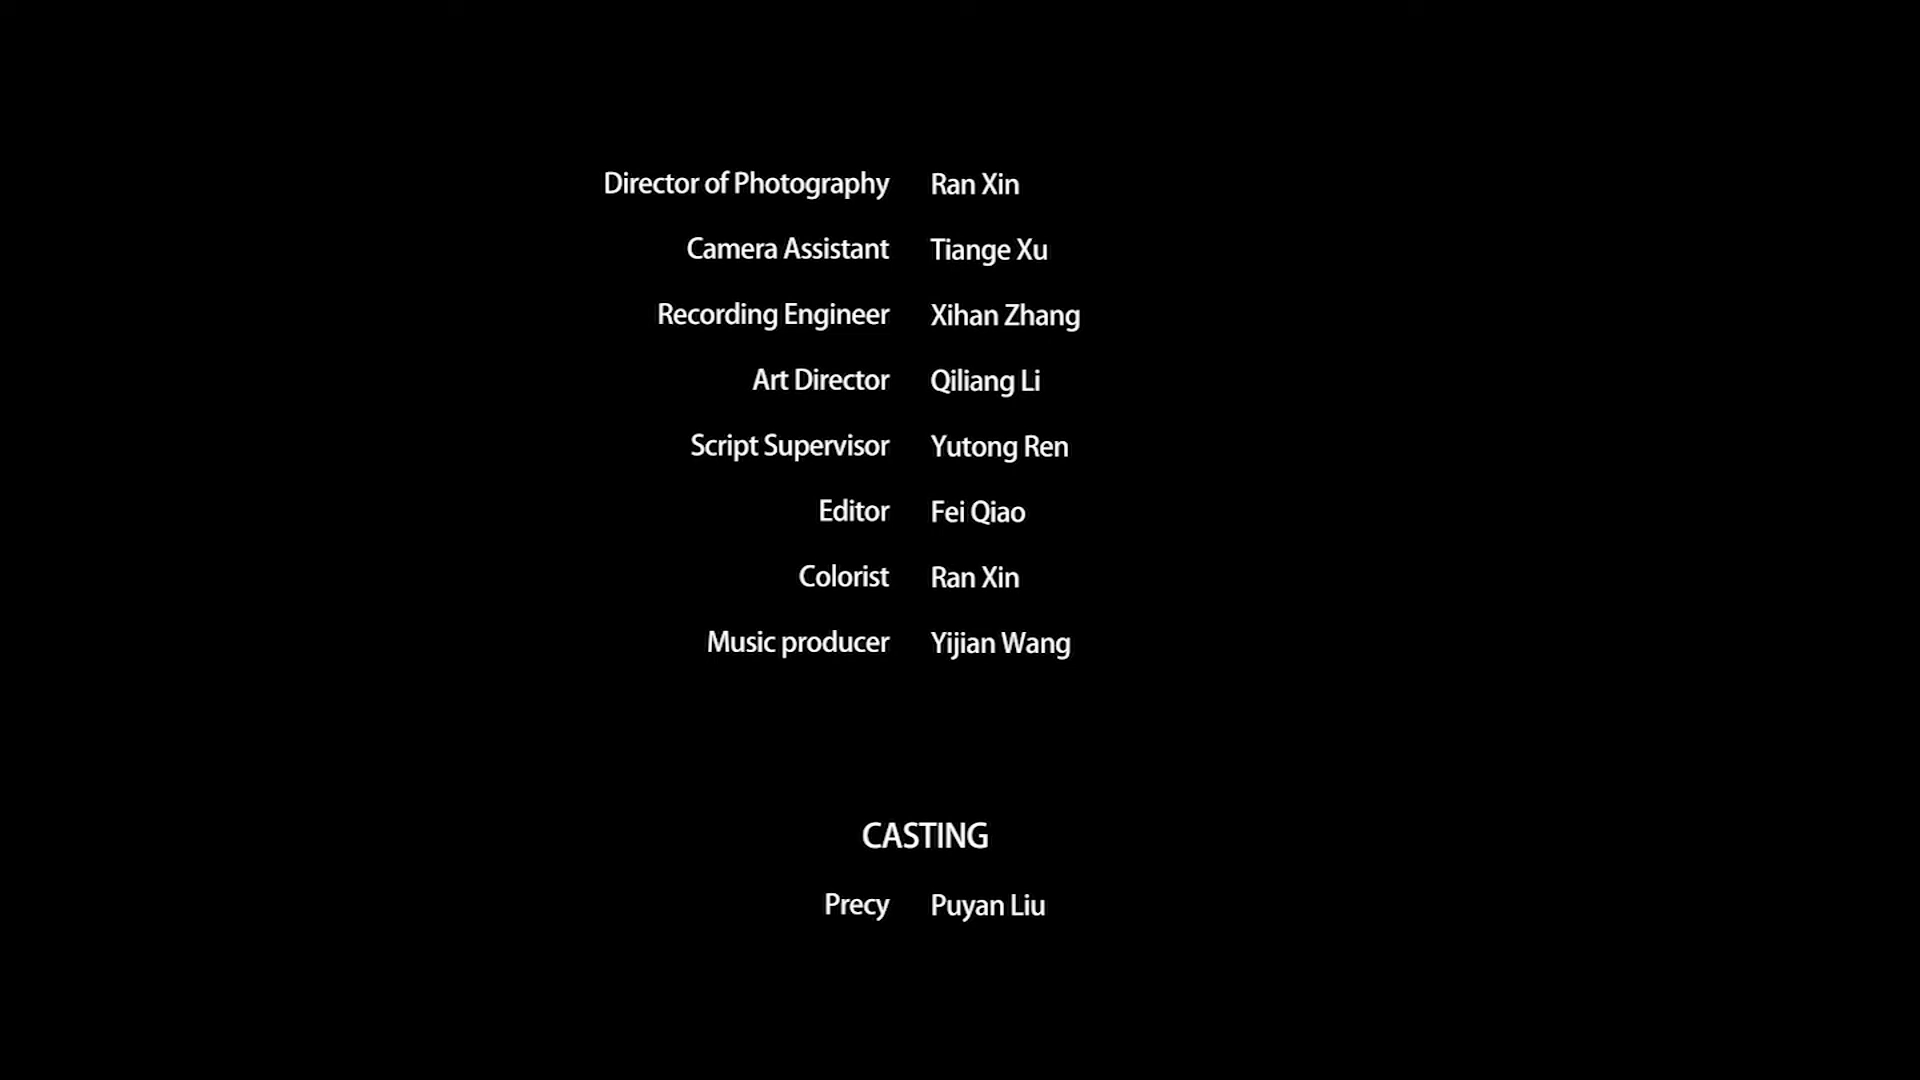 Director of Photography Ran Xin
Camera Assistant Tiange Xu
Recording Engineer Xihan Zhang
Art Director Qiliang Li
Script Supervisor Yutong Ren
Editor Fei Qiao
Colorist Ran Xin
Music producer Yijian Wang
CASTING
Precy Puyan Liu